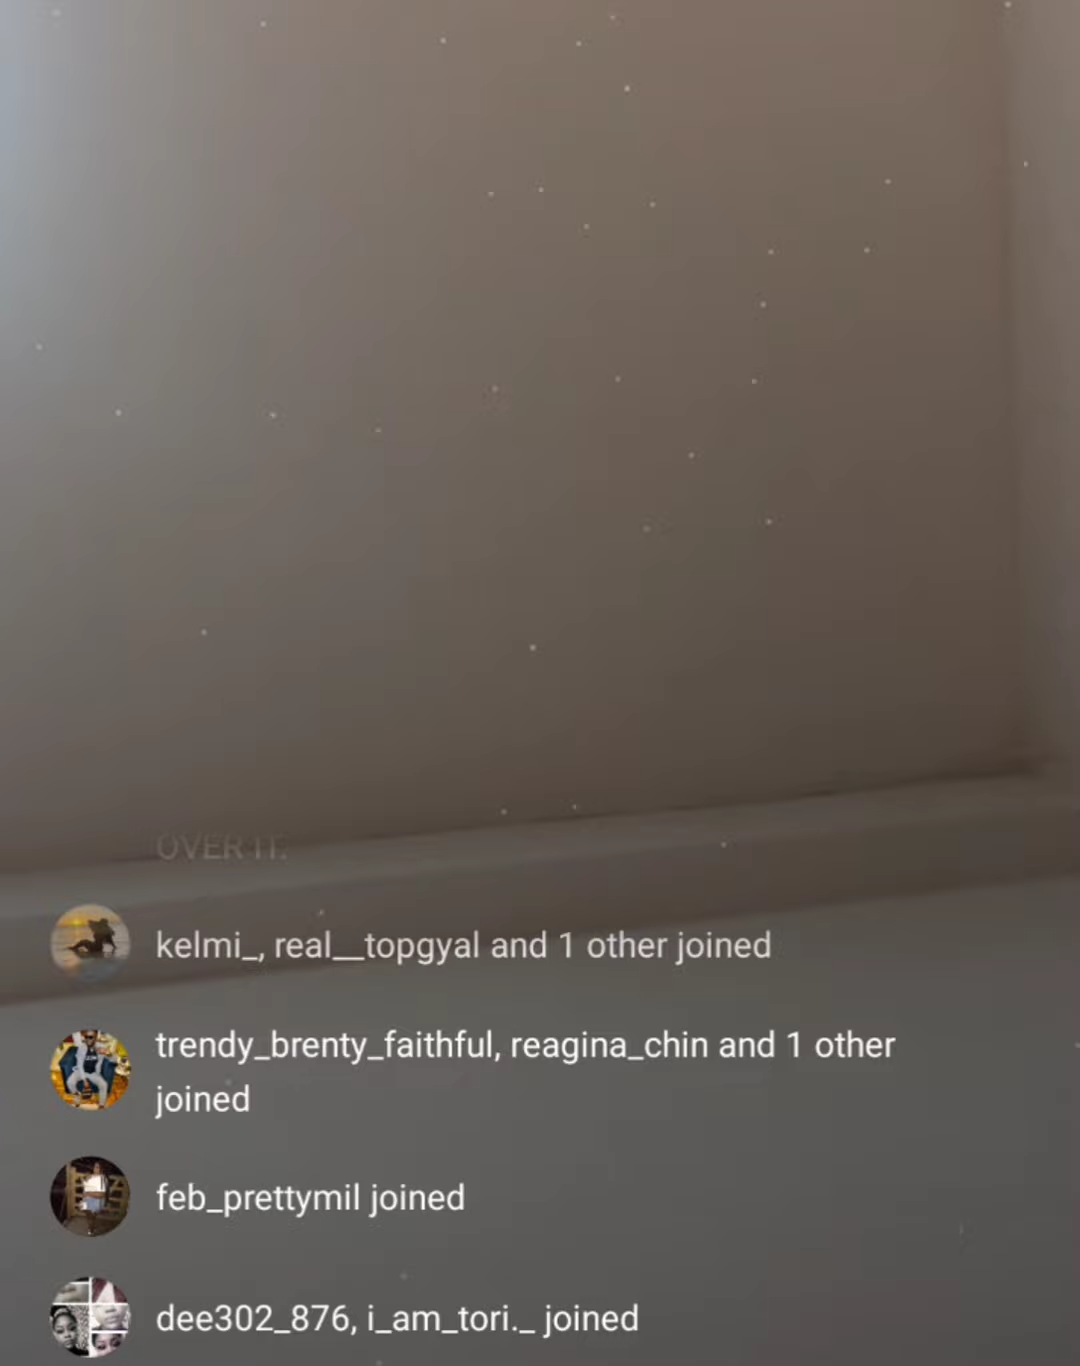 OVER IT.
kelmi_, real__topgyal and 1 other joined
trendy_brenty_faithful, reagina_chin and 1 other
joined
feb_prettymil joined
dee302_876, i_am_tori._ joined